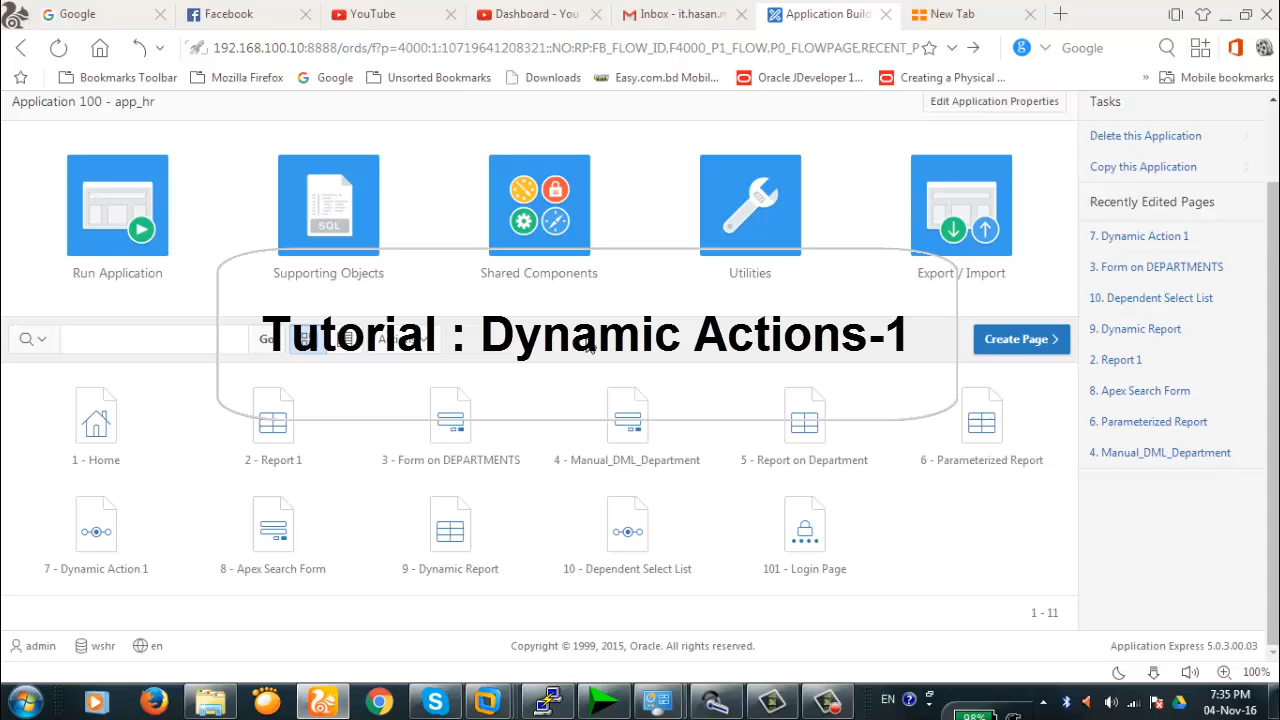 Google
Facebook
YouTube
Dashboard - You
Inbox - it.hasan.n
Application Build
New Tab
192.168.100.10:8888/ords/f?p=4000:1:10719641208321::NO:RP:FB_FLOW_ID,F4000_P1_FLOW,P0_FLOWPAGE,RECENT_P
Google
Bookmarks Toolbar
Mozilla Firefox
Google
Unsorted Bookmarks
Downloads
Easy.com.bd Mobil...
Oracle JDeveloper 1...
Creating a Physical ...
Mobile bookmarks
Application 100 - app_hr
Edit Application Properties
Tasks
Delete this Application
Copy this Application
Recently Edited Pages
7. Dynamic Action 1
3. Form on DEPARTMENTS
10. Dependent Select List
9. Dynamic Report
2. Report 1
8. Apex Search Form
6. Parameterized Report
4. Manual_DML_Department
SQL
Run Application
Supporting Objects
Shared Components
Utilities
Export / Import
Tutorial : Dynamic Actions-1
Go
Create Page
1 - Home
2 - Report 1
3 - Form on DEPARTMENTS
4 - Manual_DML_Department
5 - Report on Department
6 - Parameterized Report
7 - Dynamic Action 1
8 - Apex Search Form
9 - Dynamic Report
10 - Dependent Select List
101 - Login Page
1 - 11
admin
wshr
en
Copyright © 1999, 2015, Oracle. All rights reserved.
Application Express 5.0.3.00.03
100%
EN
98%
7:35 PM
04-Nov-16